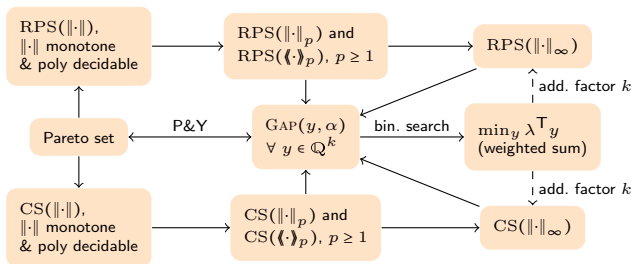 RPS(‖·‖),
‖·‖ monotone
& poly decidable
RPS(‖·‖ₚ) and
RPS(⟪·⟫ₚ), p ≥ 1
RPS(‖·‖∞)
add. factor k
Pareto set
P&Y
GAP(y, α)
∀ y ∈ ℚᵏ
bin. search
min_y λᵀy
(weighted sum)
add. factor k
CS(‖·‖),
‖·‖ monotone
& poly decidable
CS(‖·‖ₚ) and
CS(⟪·⟫ₚ), p ≥ 1
CS(‖·‖∞)